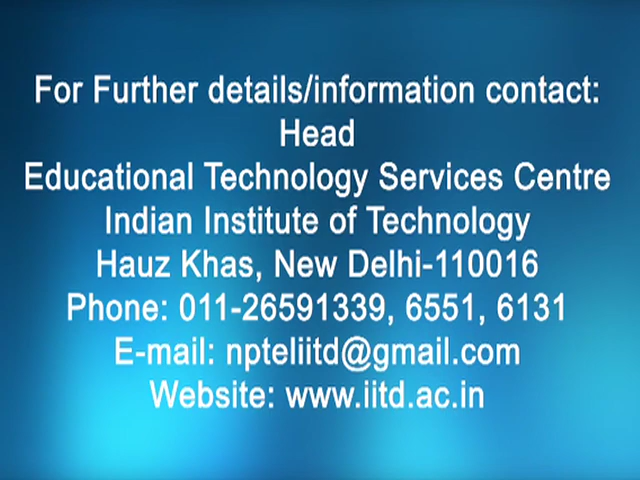 For Further details/information contact:
Head
Educational Technology Services Centre
Indian Institute of Technology
Hauz Khas, New Delhi-110016
Phone: 011-26591339, 6551, 6131
E-mail: npteliitd@gmail.com
Website: www.iitd.ac.in